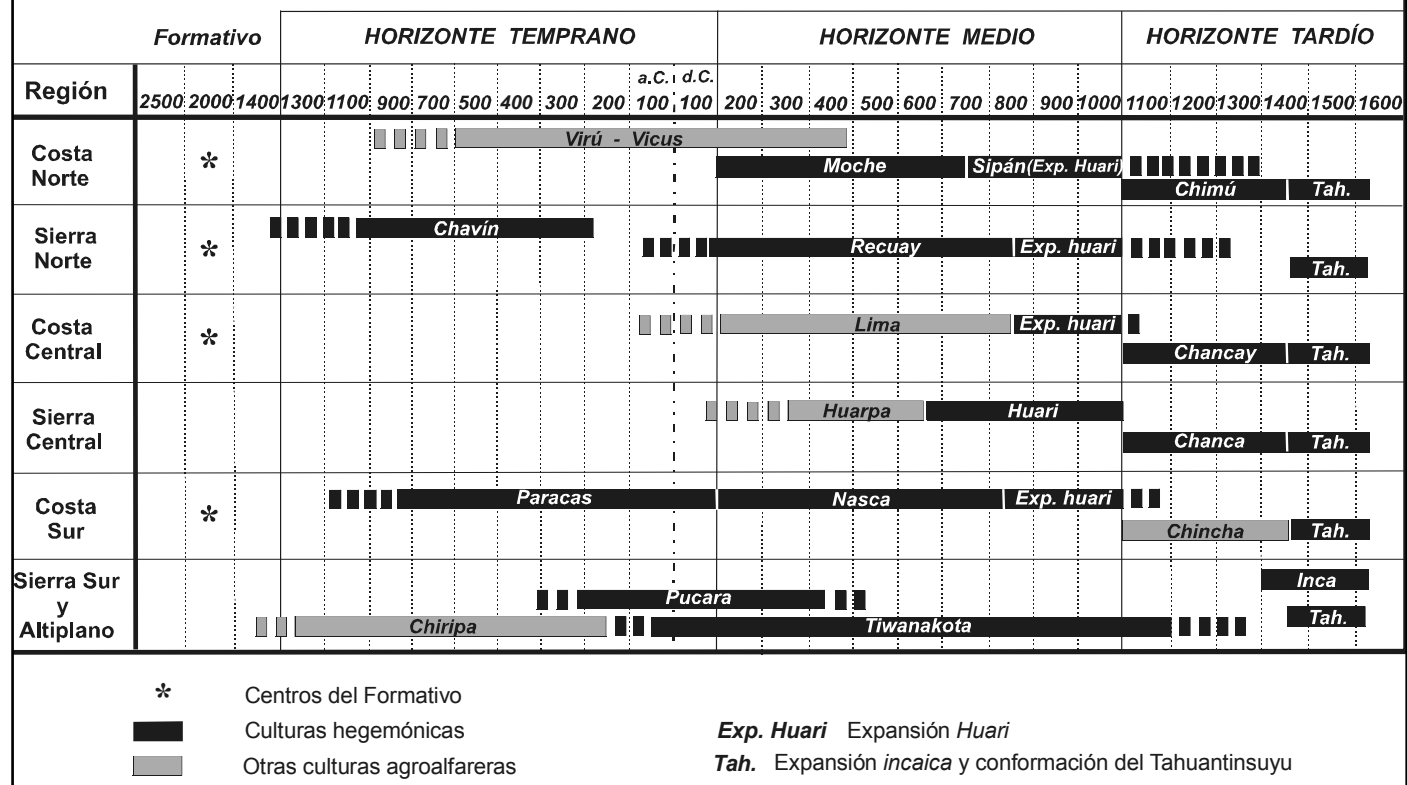 Formativo HORIZONTE TEMPRANO HORIZONTE MEDIO HORIZONTE TARDÍO
a.C. d.C.
Región 2500 2000 1400 1300 1100 900 700 500 400 300 200 100 100 200 300 400 500 600 700 800 900 1000 1100 1200 1300 1400 1500 1600
Virú - Vicus
Costa
Norte
* Moche Sipán (Exp. Huari)
Chimú Tah.
Chavín
Sierra
Norte
* Recuay Exp. huari
Tah.
Costa
Central
* Lima Exp. huari
Chancay Tah.
Sierra
Central
Huarpa Huari
Chanca Tah.
Costa
Sur
* Paracas Nasca Exp. huari
Chincha Tah.
Sierra Sur
y
Altiplano
Inca
Pucara
Tah.
Chiripa Tiwanakota
* Centros del Formativo
Culturas hegemónicas Exp. Huari Expansión Huari
Otras culturas agroalfareras Tah. Expansión incaica y conformación del Tahuantinsuyu